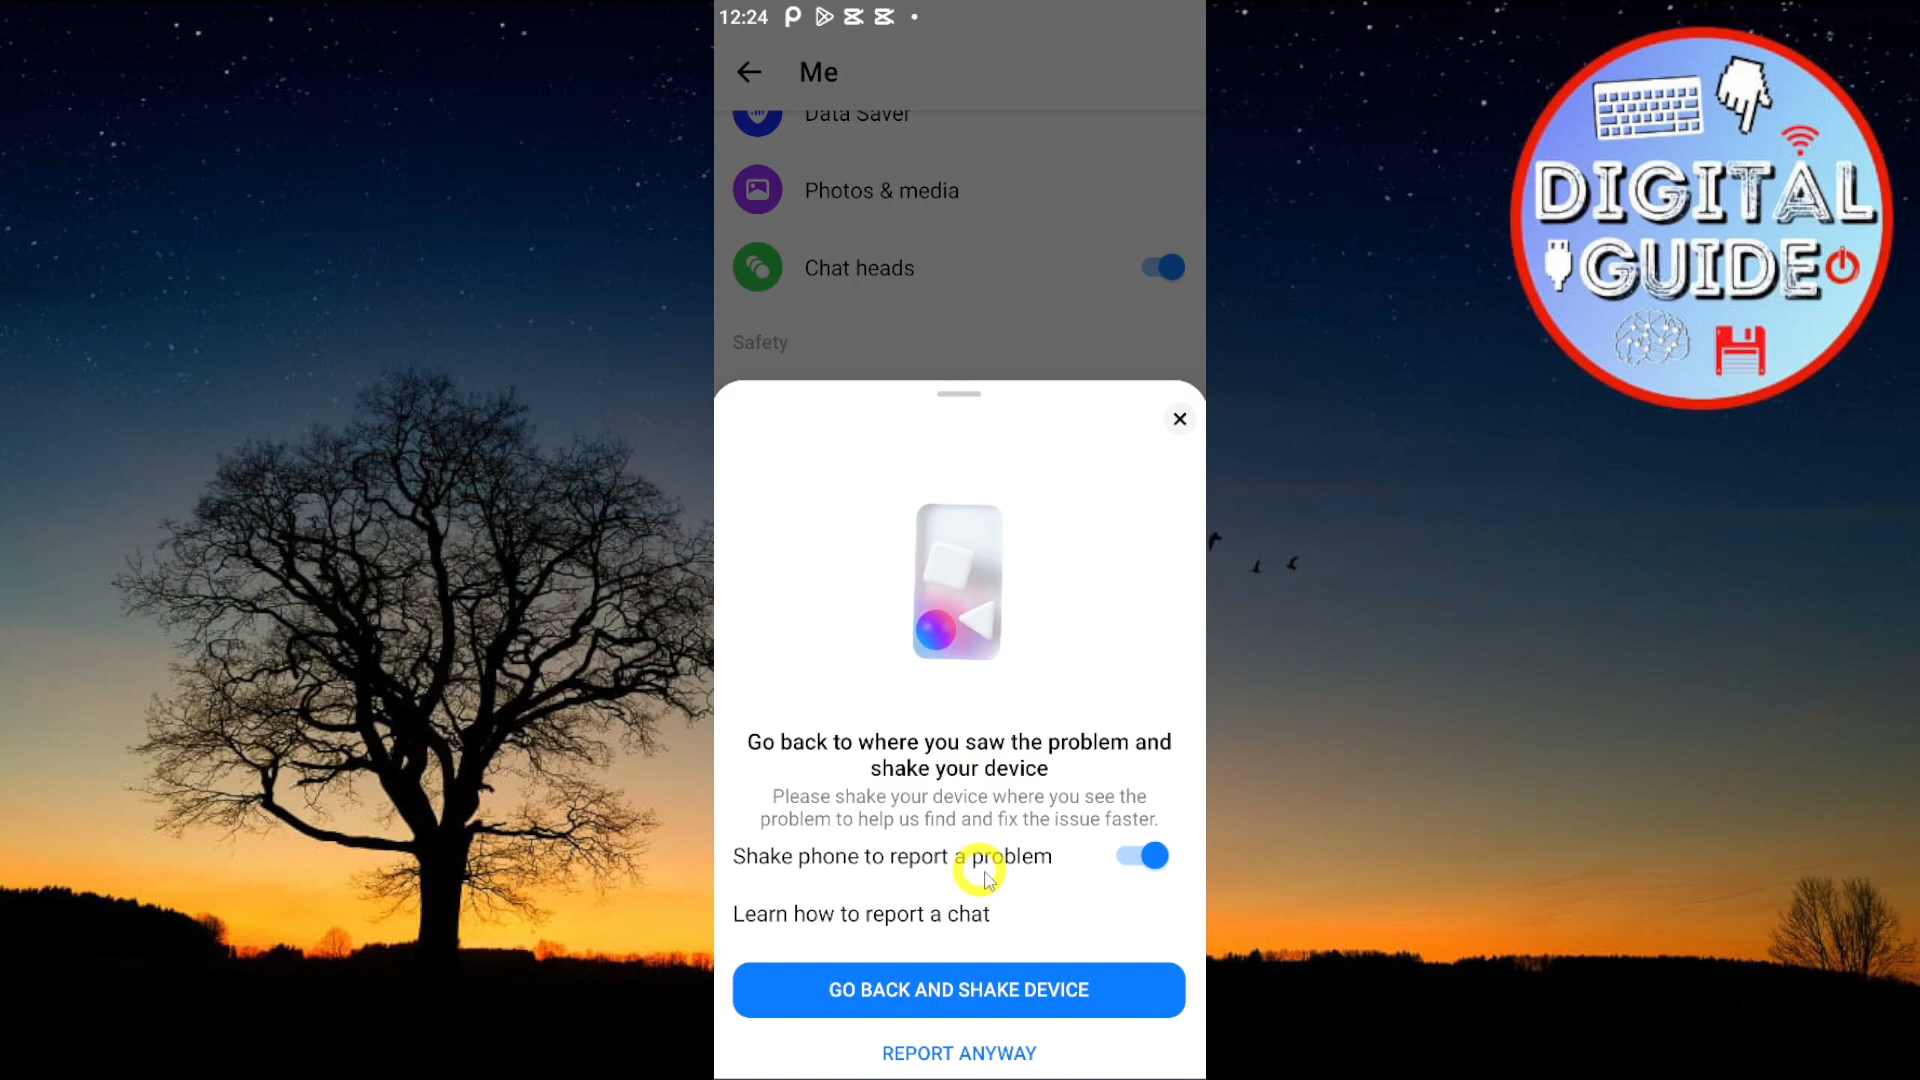 12:24
Me
Data Saver
Photos & media
Chat heads
Safety
Go back to where you saw the problem and
shake your device
Please shake your device where you see the
problem to help us find and fix the issue faster.
Shake phone to report a problem
Learn how to report a chat
GO BACK AND SHAKE DEVICE
REPORT ANYWAY
DIGITAL
GUIDE